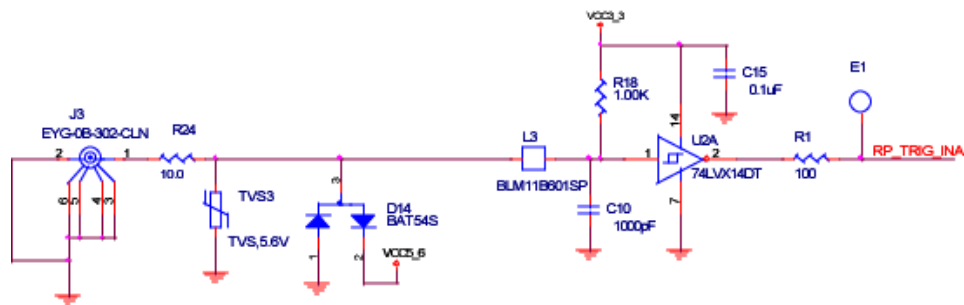 VCC3_3
J3
EYG-0B-302-CLN
2
1
6
5
4
3
R24
10.0
TVS3
TVS,5.6V
3
D14
BAT54S
1
2
VCC5_6
L3
BLM11B601SP
R18
1.00K
C10
1000pF
C15
0.1uF
14
U2A
1
2
74LVX14DT
7
R1
100
E1
RP_TRIG_INA